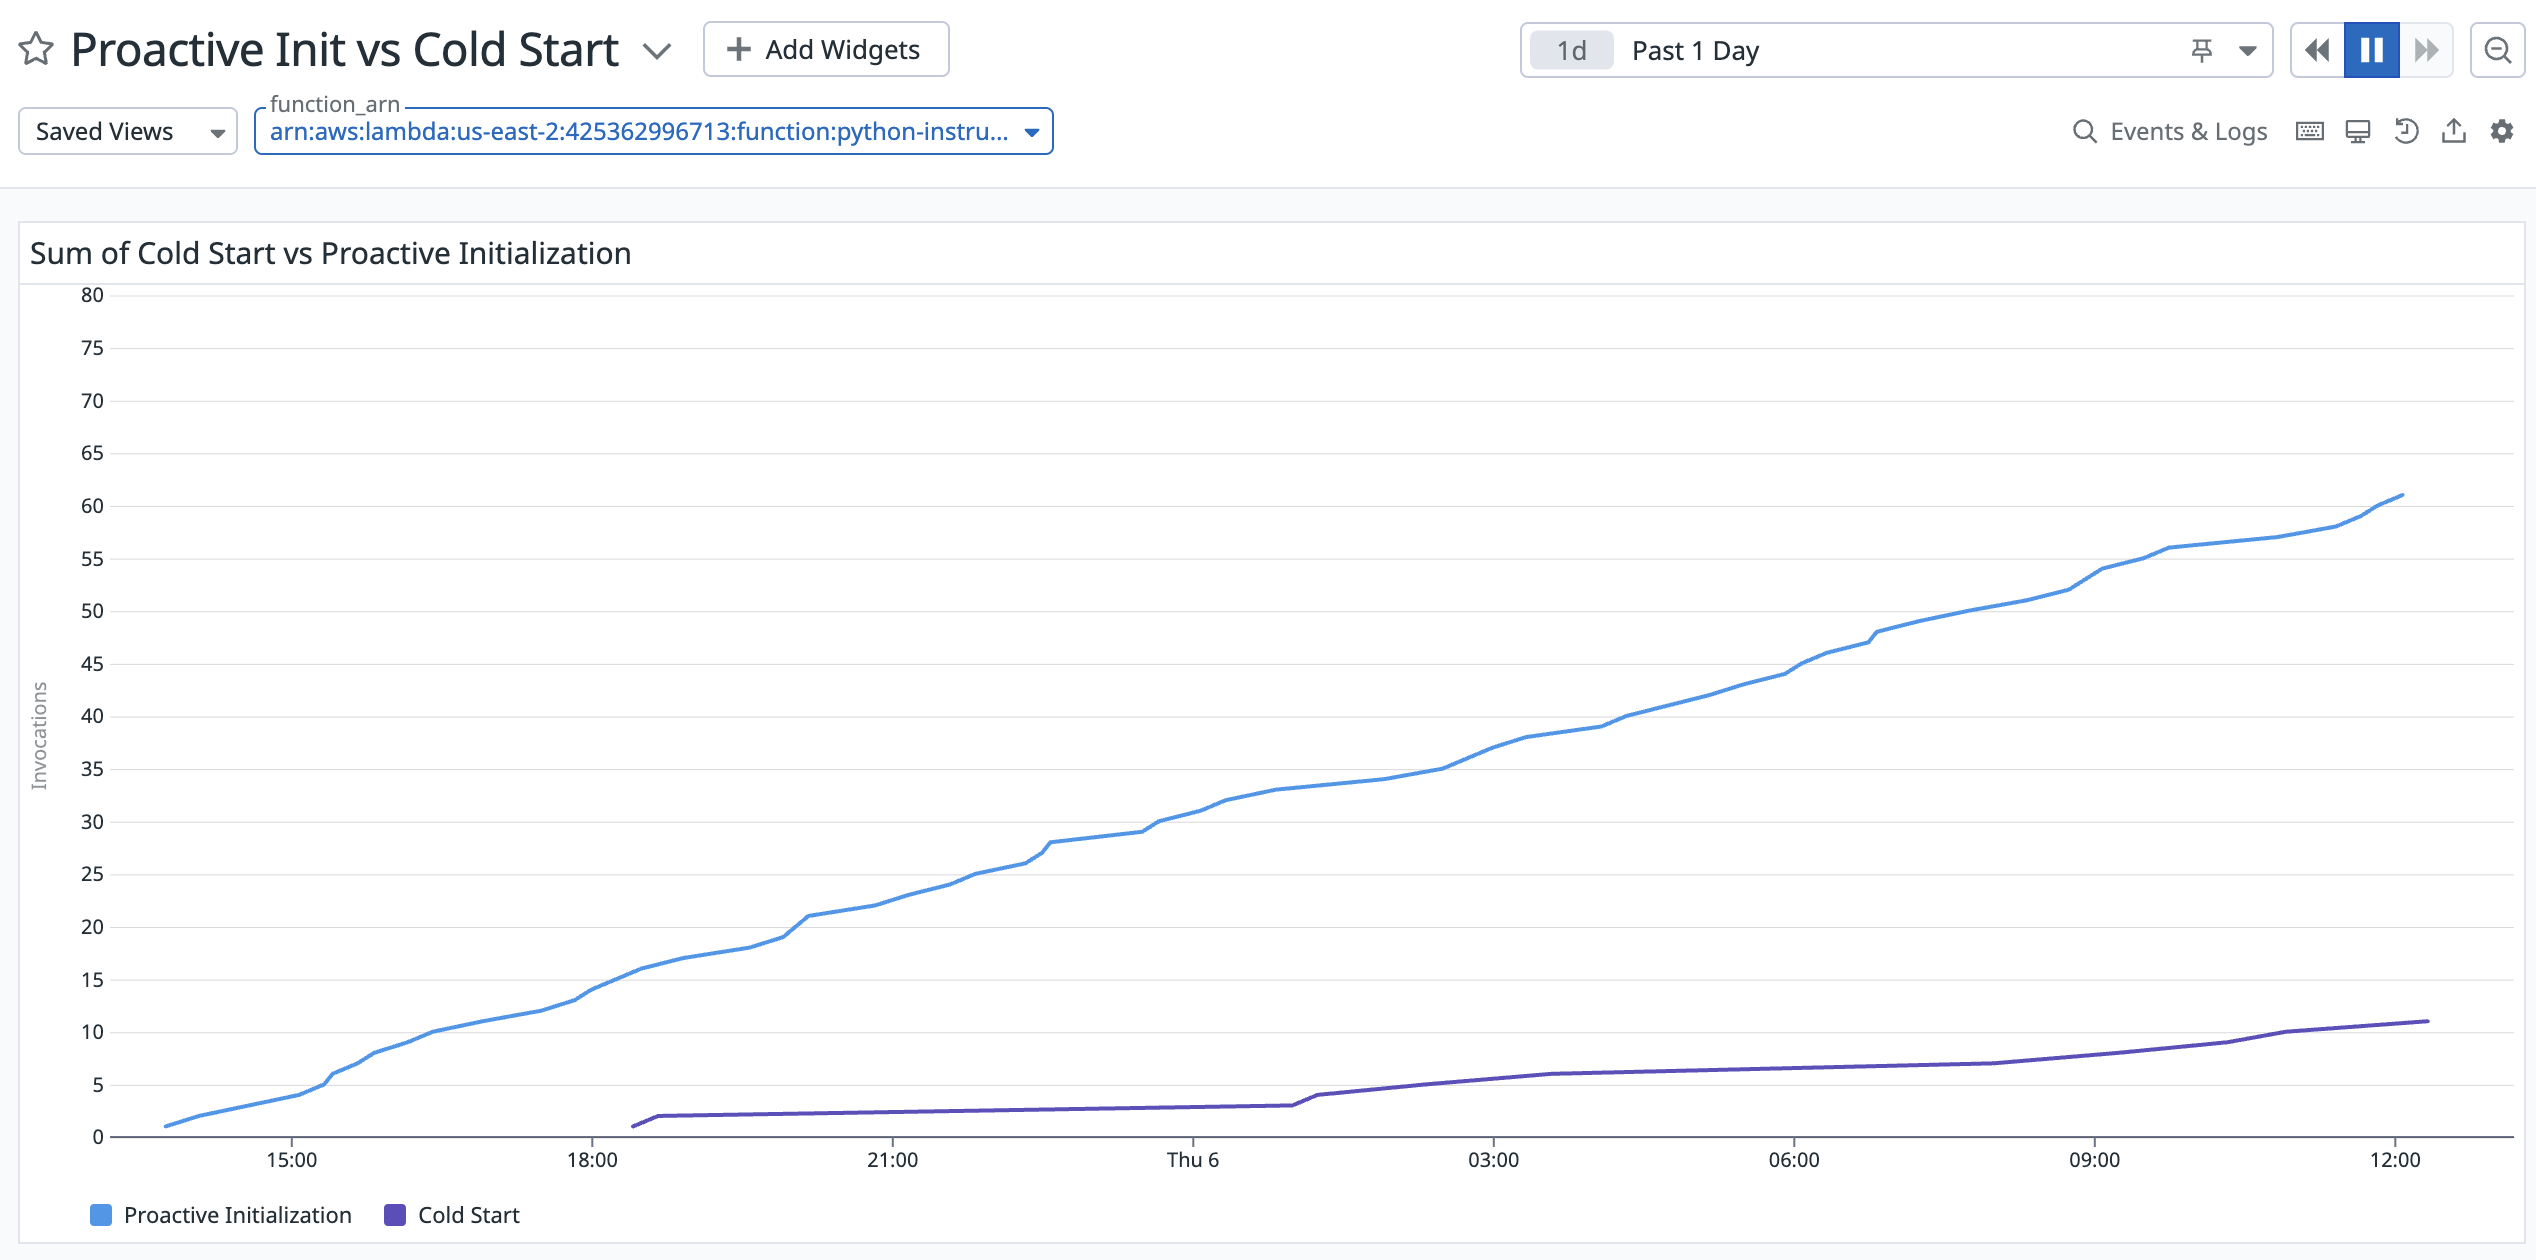 Proactive Init vs Cold Start
Add Widgets
1d Past 1 Day
Saved Views
function_arn
arn:aws:lambda:us-east-2:425362996713:function:python-instru...
Events & Logs
Sum of Cold Start vs Proactive Initialization
80
75
70
65
60
55
50
45
40
35
30
25
20
15
10
5
0
Invocations
15:00 18:00 21:00 Thu 6 03:00 06:00 09:00 12:00
Proactive Initialization Cold Start